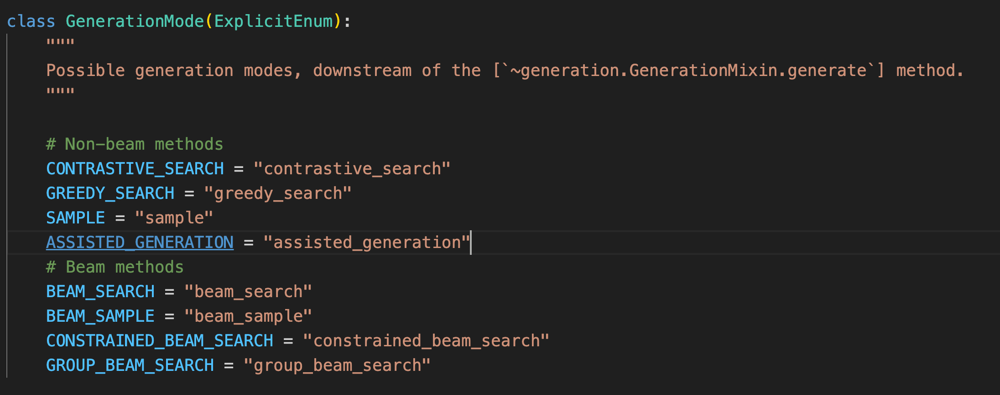 class GenerationMode(ExplicitEnum):
    """
    Possible generation modes, downstream of the [`~generation.GenerationMixin.generate`] method.
    """

    # Non-beam methods
    CONTRASTIVE_SEARCH = "contrastive_search"
    GREEDY_SEARCH = "greedy_search"
    SAMPLE = "sample"
    ASSISTED_GENERATION = "assisted_generation"
    # Beam methods
    BEAM_SEARCH = "beam_search"
    BEAM_SAMPLE = "beam_sample"
    CONSTRAINED_BEAM_SEARCH = "constrained_beam_search"
    GROUP_BEAM_SEARCH = "group_beam_search"